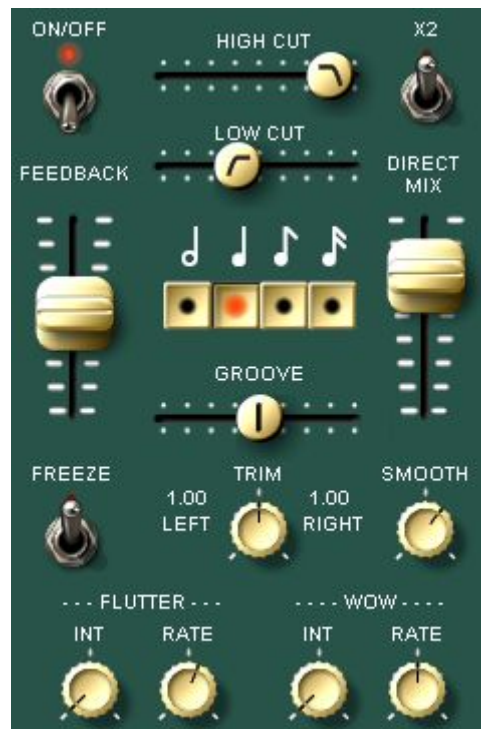 ON/OFF
HIGH CUT
X2
LOW CUT
FEEDBACK
DIRECT
MIX
GROOVE
FREEZE
TRIM
SMOOTH
1.00
LEFT
1.00
RIGHT
--- FLUTTER ---
---- WOW ----
INT
RATE
INT
RATE